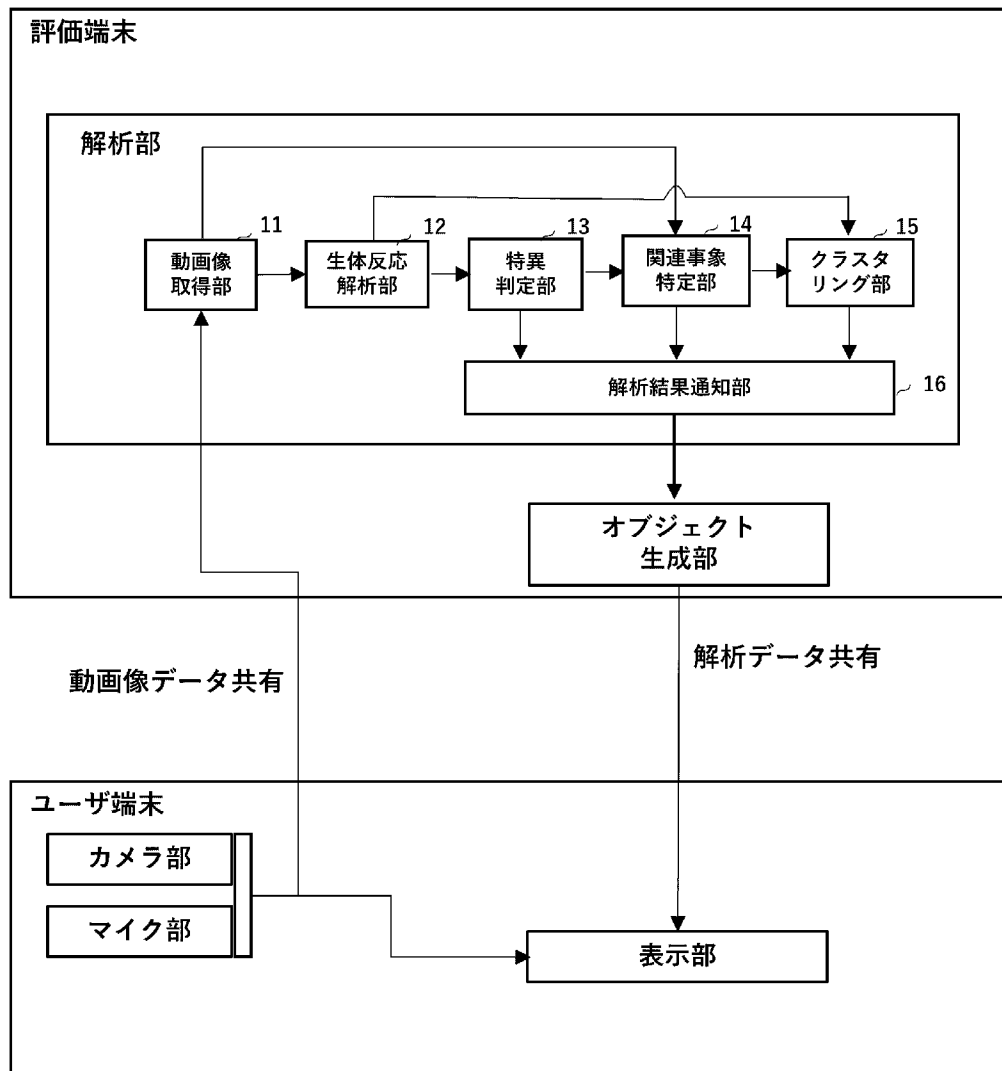 評価端末
解析部
11
12
13
14
15
動画像
取得部
生体反応
解析部
特異
判定部
関連事象
特定部
クラスタ
リング部
解析結果通知部
16
オブジェクト
生成部
動画像データ共有
解析データ共有
ユーザ端末
カメラ部
マイク部
表示部